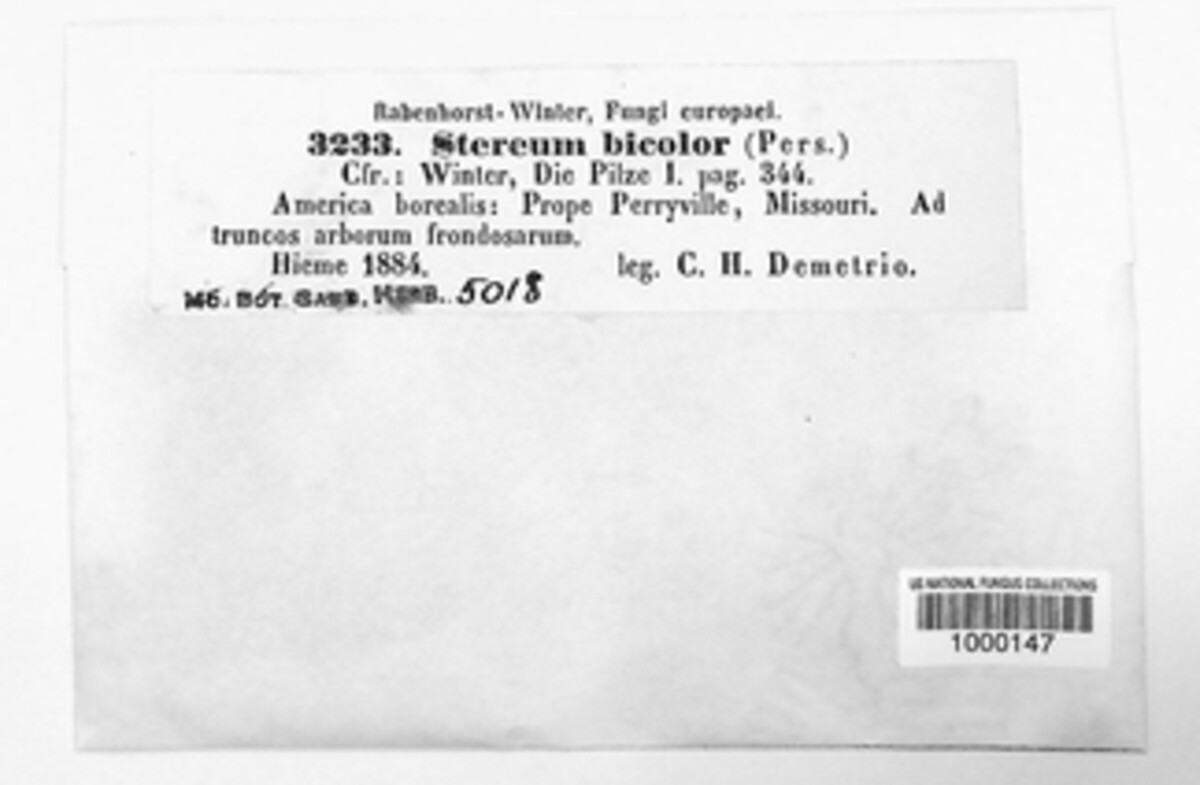 Rabenhorst-Winter, Fungi europaei.
3233. Stereum bicolor (Pers.)
Cfr.: Winter, Die Pilze I. pag. 344.
America borealis: Prope Perryville, Missouri. Ad
truncos arborum frondosarum.
Hieme 1884. leg. C. H. Demetrio.
MO. BOT. GARD. HERB. 5018
US NATIONAL FUNGUS COLLECTIONS
1000147